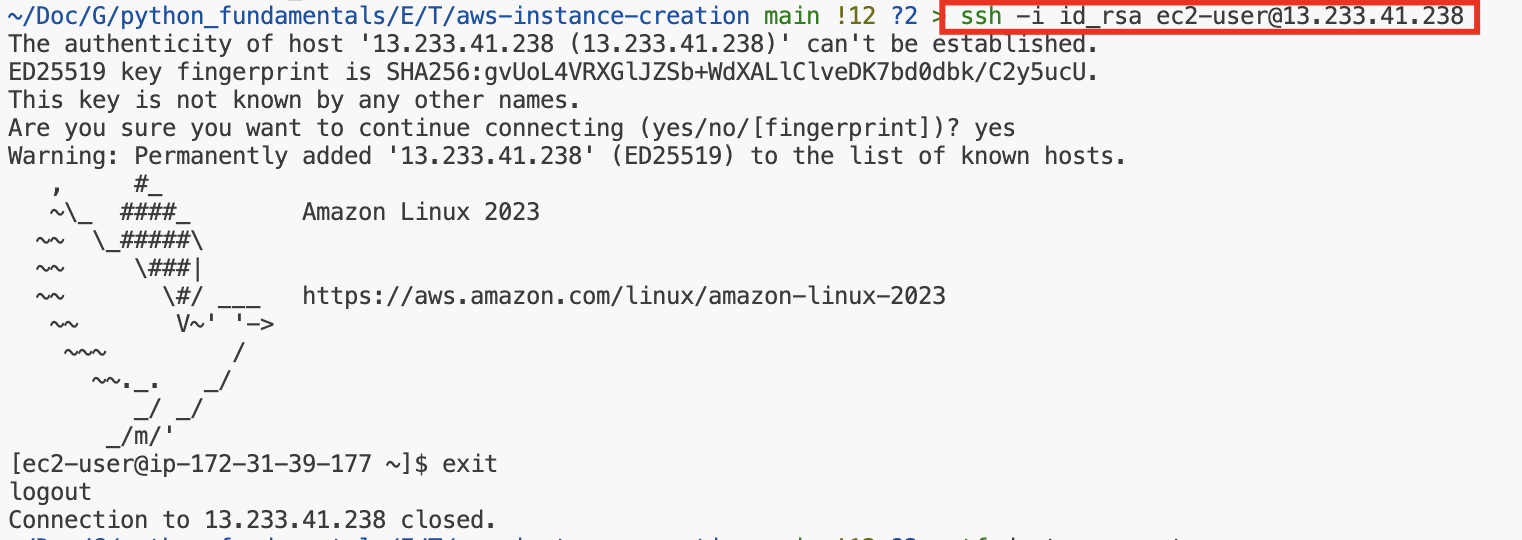 ~/Doc/G/python_fundamentals/E/T/aws-instance-creation main !12 ?2 > ssh -i id_rsa ec2-user@13.233.41.238
The authenticity of host '13.233.41.238 (13.233.41.238)' can't be established.
ED25519 key fingerprint is SHA256:gvUoL4VRXGlJZSb+WdXALlClveDK7bd0dbk/C2y5ucU.
This key is not known by any other names.
Are you sure you want to continue connecting (yes/no/[fingerprint])? yes
Warning: Permanently added '13.233.41.238' (ED25519) to the list of known hosts.
   ,     #_
   ~\_  ####_        Amazon Linux 2023
  ~~  \_#####\
  ~~     \###|
  ~~       \#/ ___   https://aws.amazon.com/linux/amazon-linux-2023
   ~~       V~' '->
    ~~~         /
      ~~._.   _/
         _/ _/
       _/m/'
[ec2-user@ip-172-31-39-177 ~]$ exit
logout
Connection to 13.233.41.238 closed.